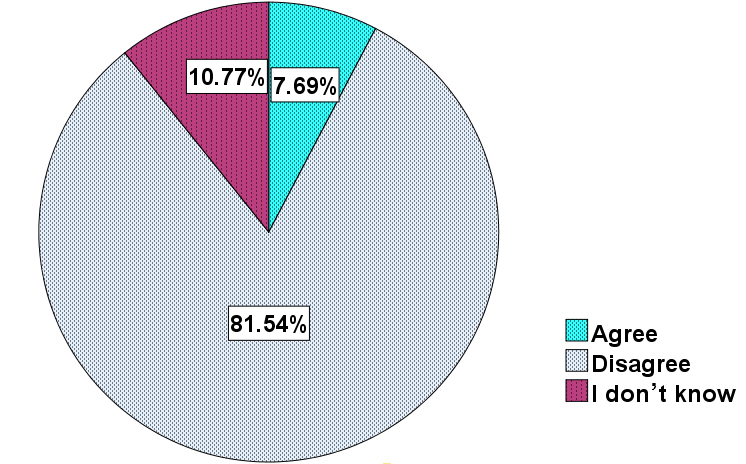 10.77%
7.69%
81.54%
Agree
Disagree
I don’t know